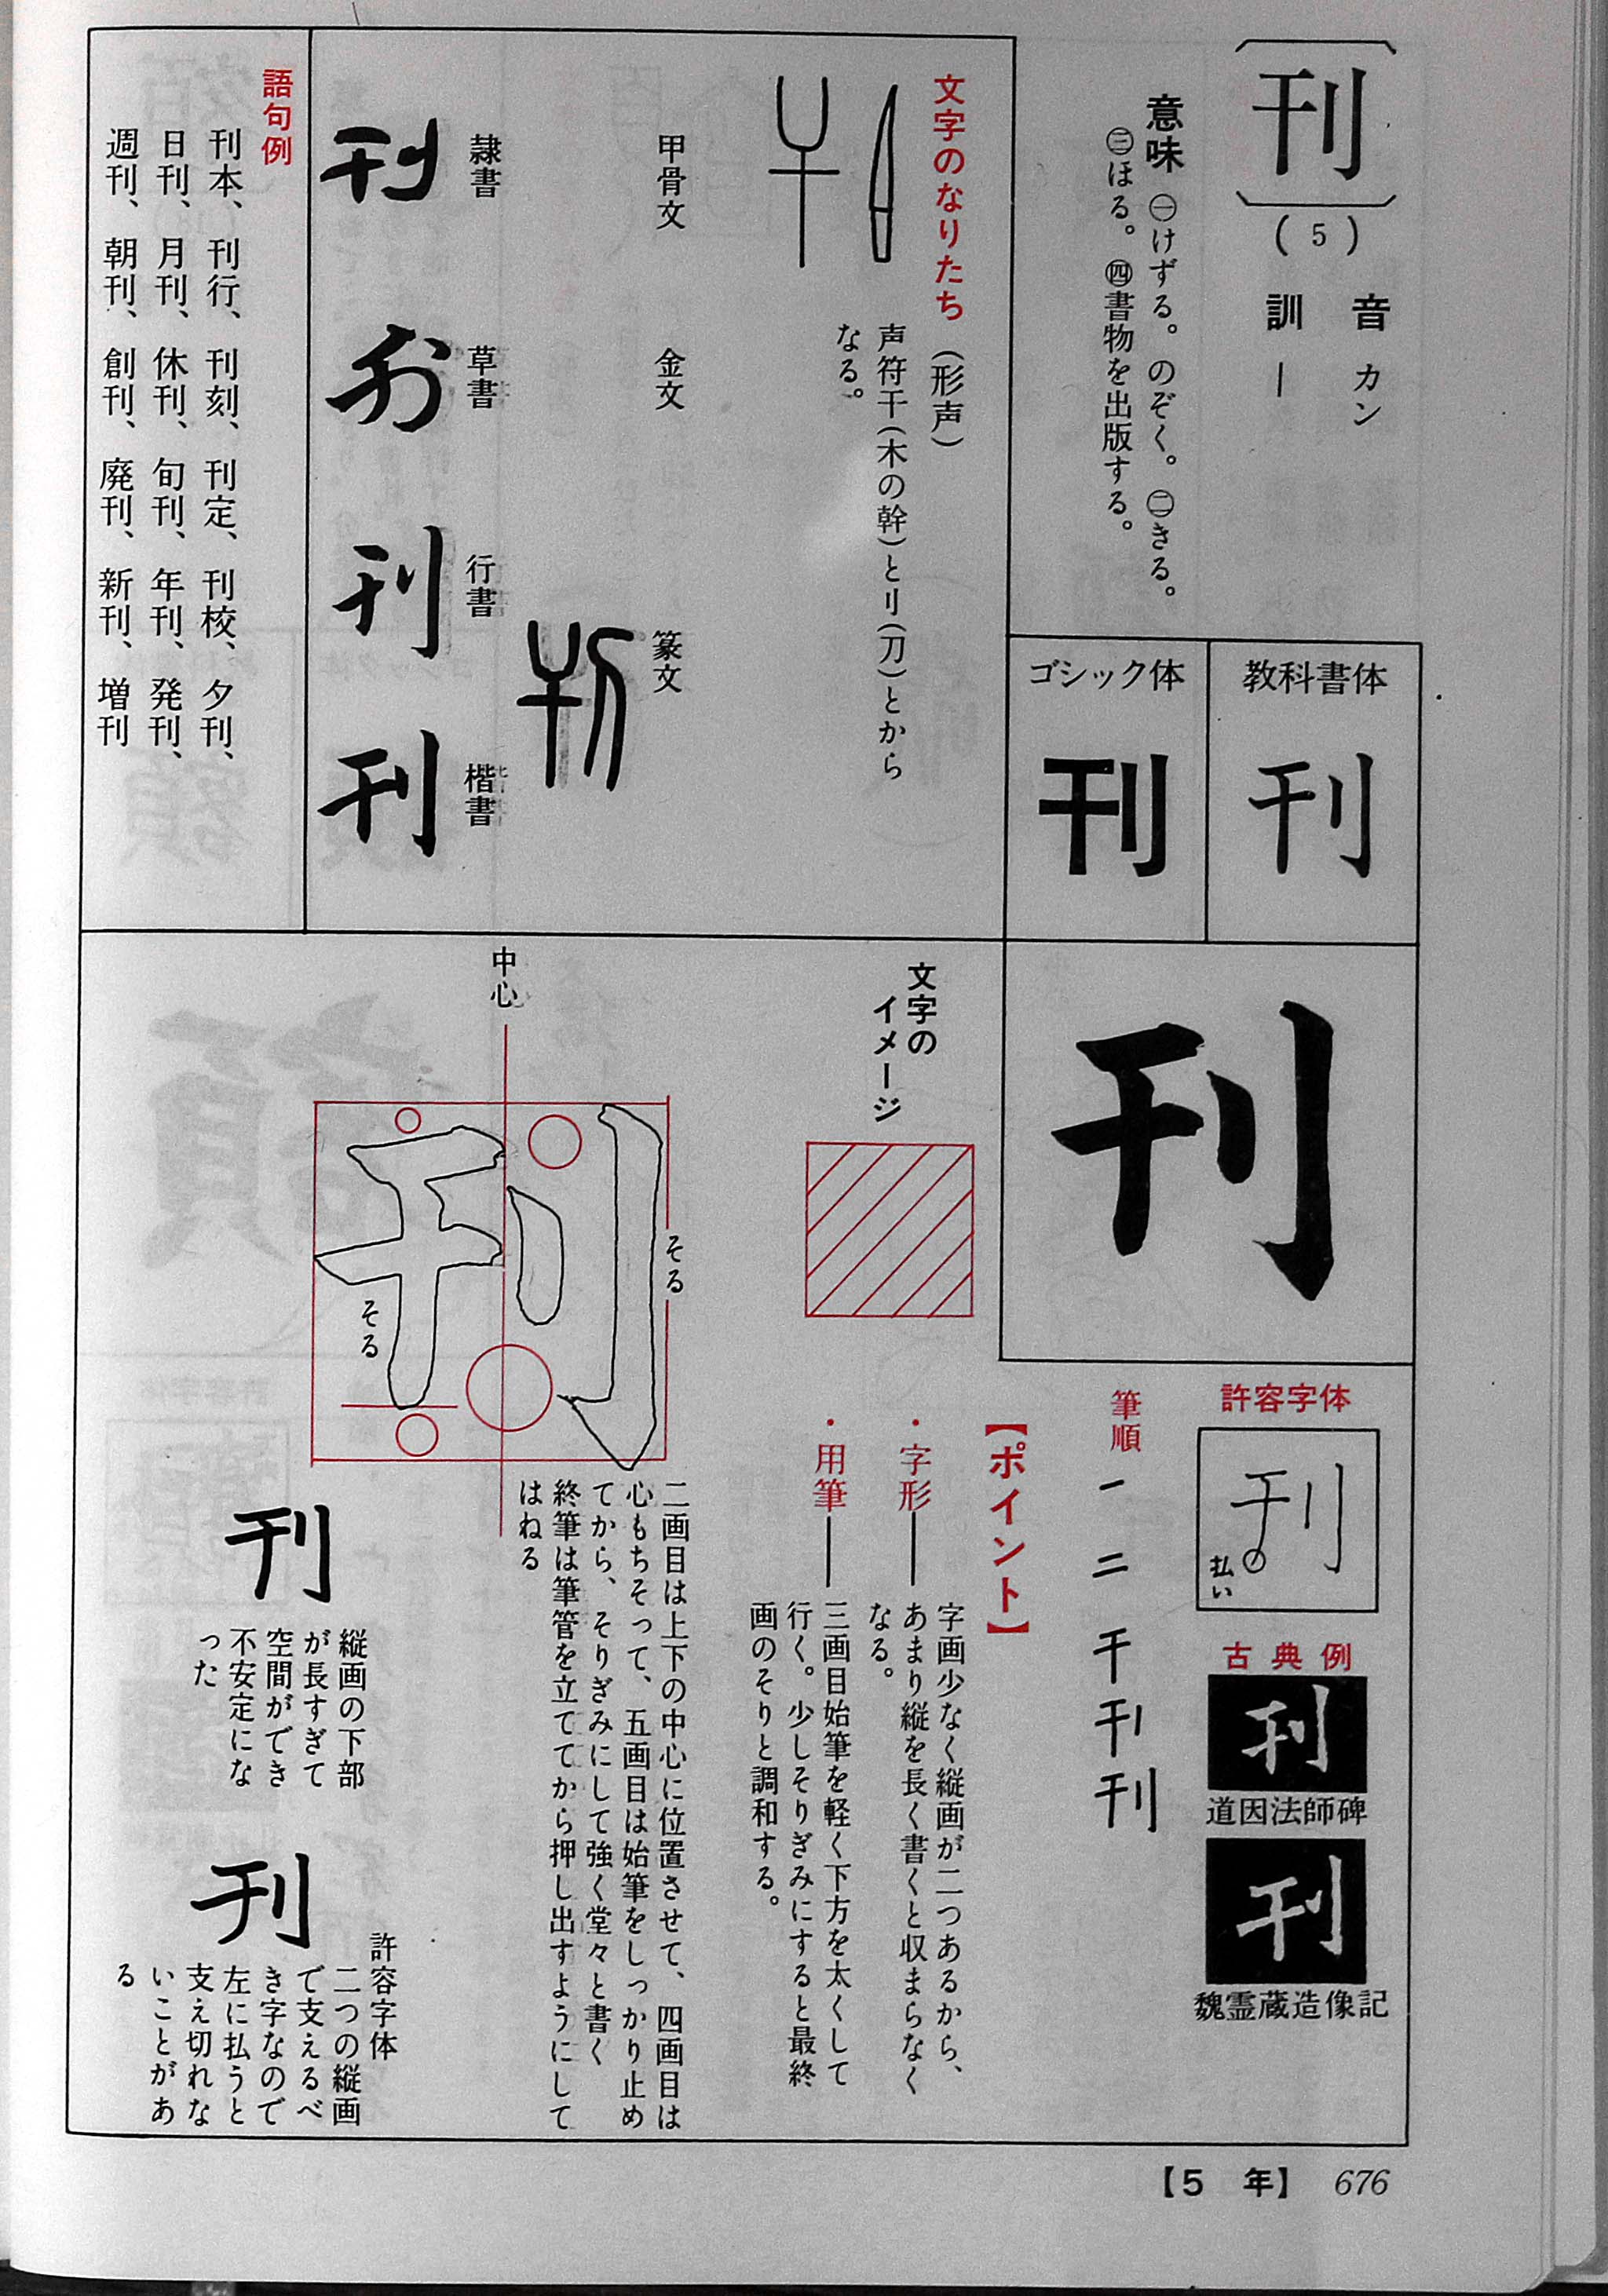 刊
(5)
音 カン
訓 ―
意味 ㊀けずる。のぞく。㊁きる。
㊂ほる。㊃書物を出版する。
教科書体
刊
ゴシック体
刊
文字のなりたち（形声）
声符干（木の幹）と刂（刀）とから
なる。
甲骨文
金文
篆文
隷書
刊
草書
刊
行書
刊
楷書
刊
語句例
刊本、刊行、刊刻、刊定、刊校、夕刊、
日刊、月刊、休刊、旬刊、年刊、発刊、
週刊、朝刊、創刊、廃刊、新刊、増刊
刊
許容字体
刊
払い
古典例
刊
道因法師碑
刊
魏霊蔵造像記
筆順
一 二 干 刊 刊
【ポイント】
・字形―字画少なく縦画が二つあるから、
あまり縦を長く書くと収まらなく
なる。
・用筆―三画目始筆を軽く下方を太くして
行く。少しそりぎみにすると最終
画のそりと調和する。
文字の
イメージ
中心
そる
そる
二画目は上下の中心に位置させて、四画目は
心もちそって、五画目は始筆をしっかり止め
てから、そりぎみにして強く堂々と書く
終筆は筆管を立ててから押し出すようにして
はねる
刊
縦画の下部
が長すぎて
空間ができ
不安定にな
った
刊
許容字体
二つの縦画
で支えるべ
き字なので
左に払うと
支え切れな
いことがあ
る
【5 年】 676